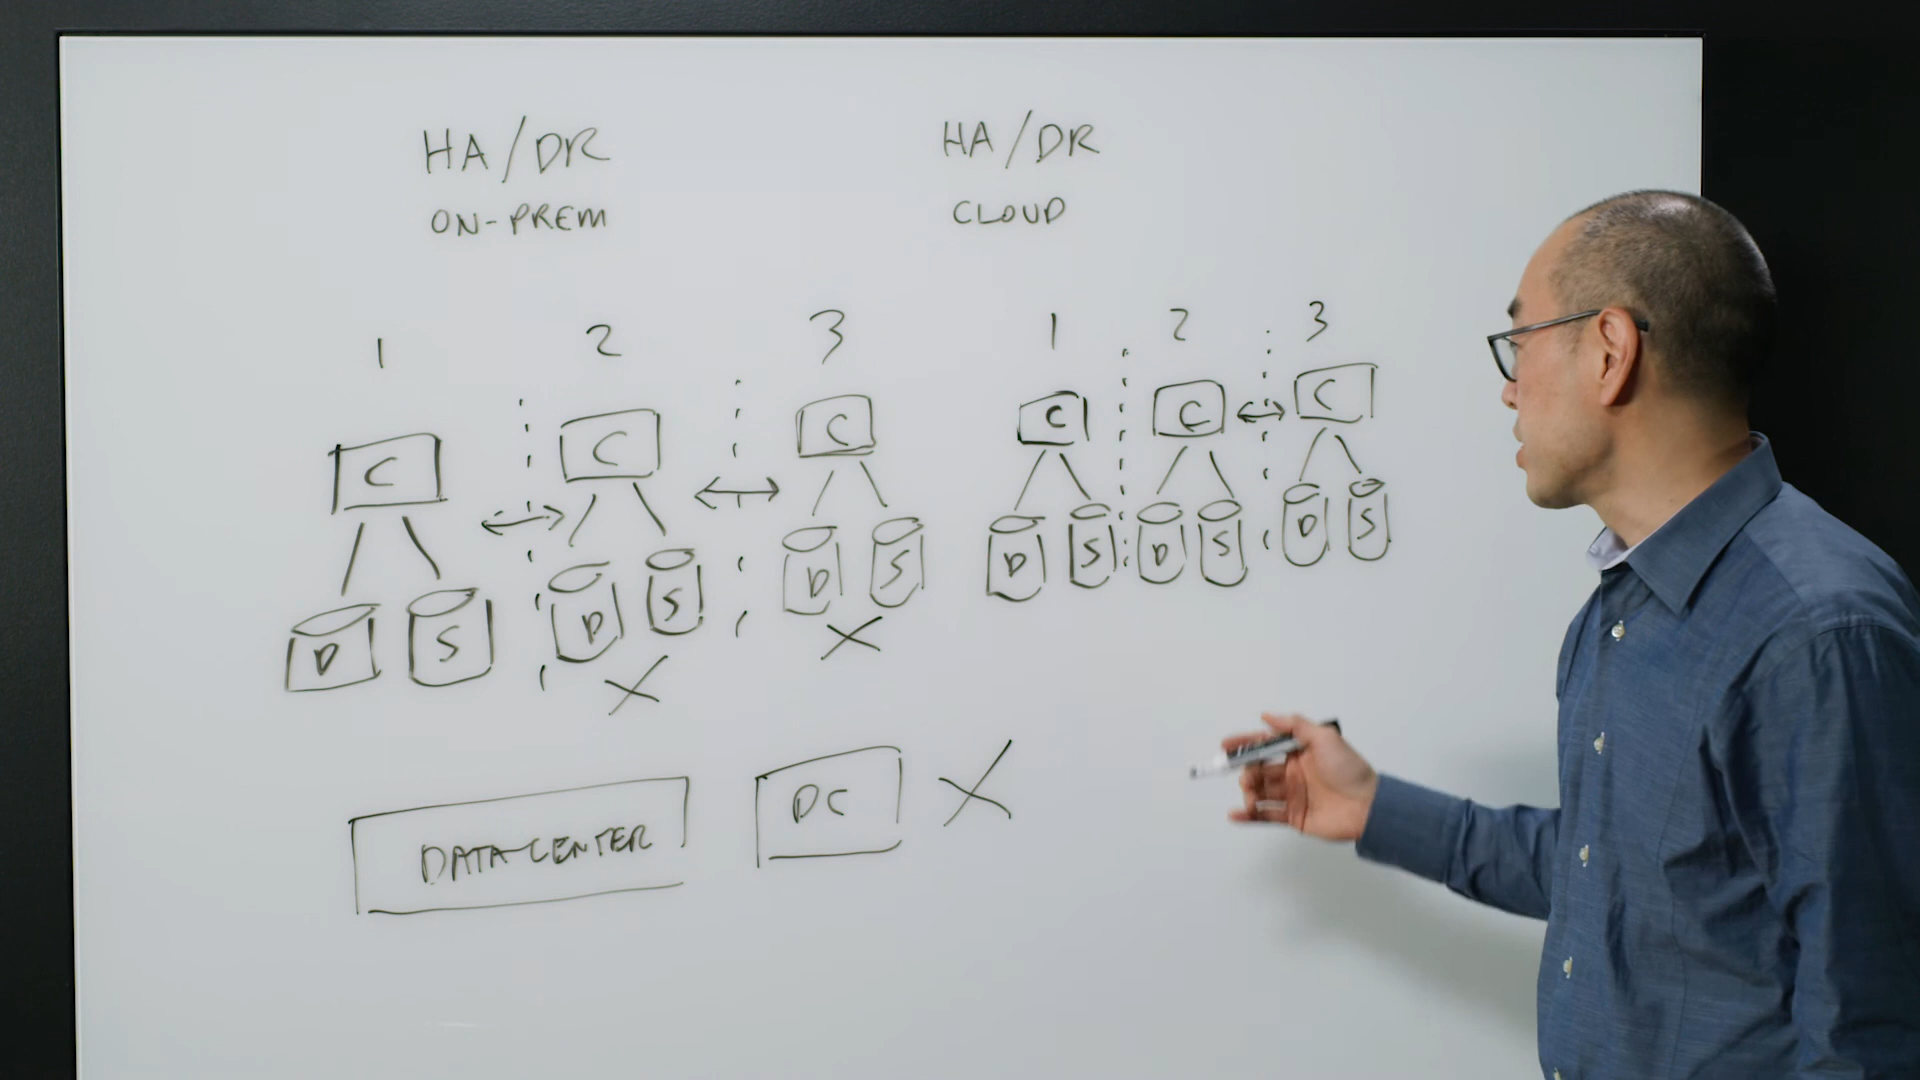 HA/DR
ON-PREM
1 2 3
C C C
D S D S D S
X X
DATA CENTER
DC X
HA/DR
CLOUD
1 2 3
C C C
D S D S D S